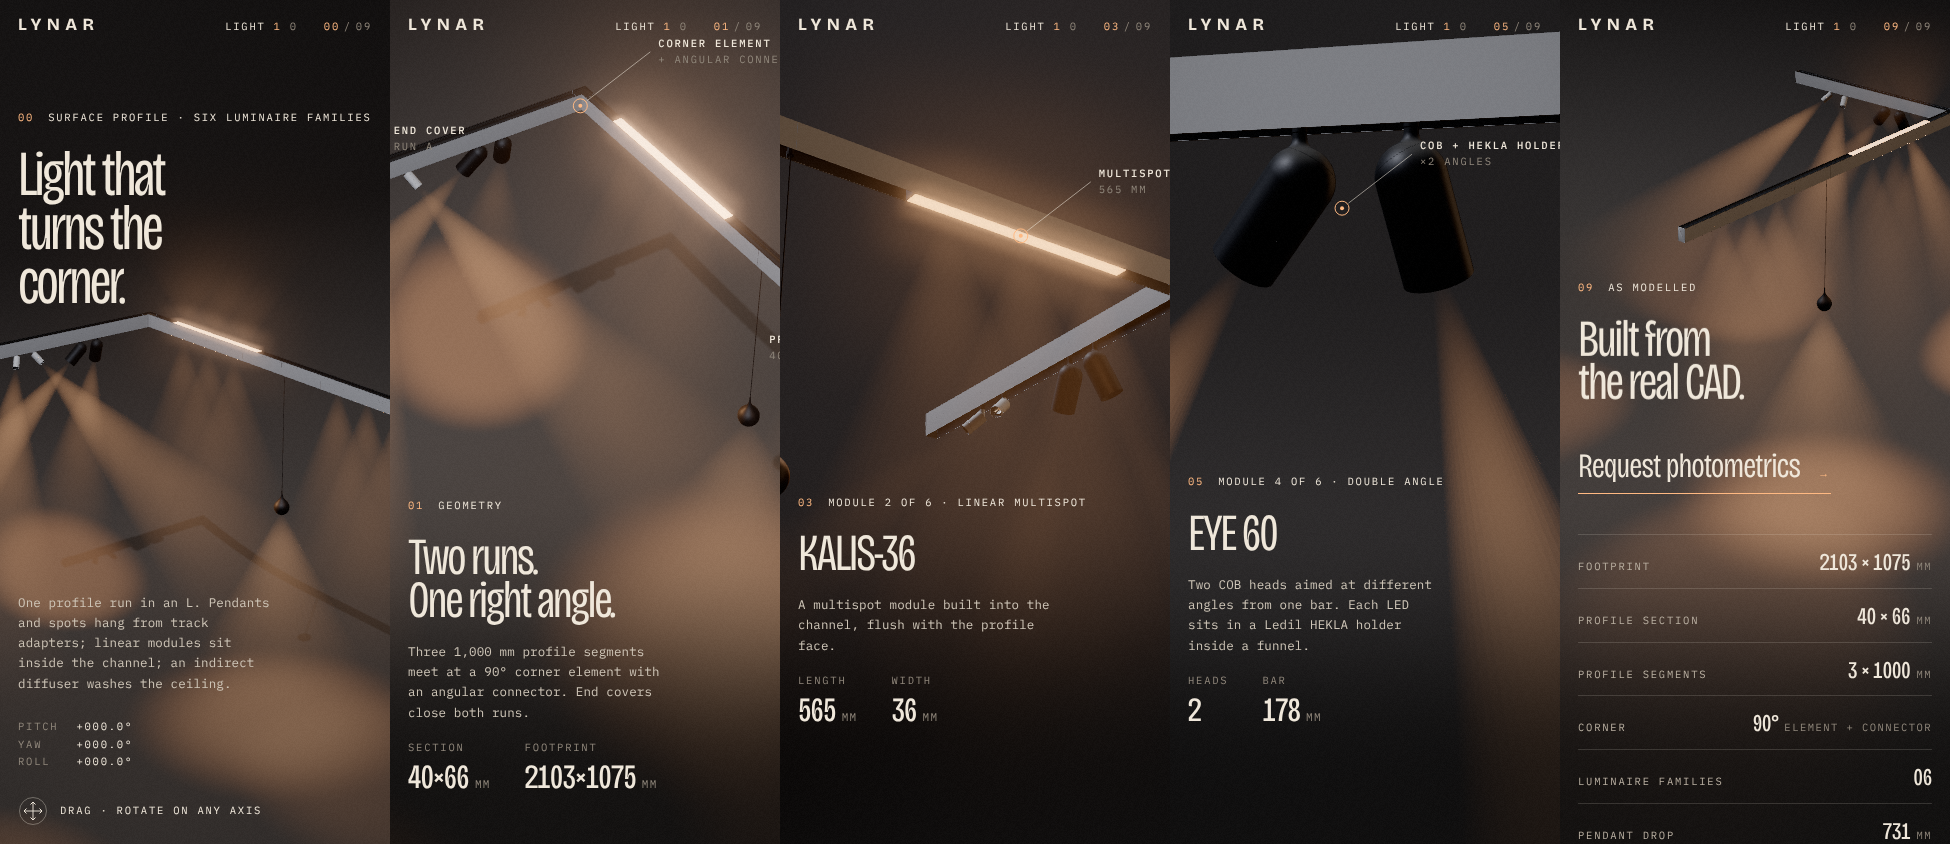 LYNAR
LIGHT 1 0 00 / 09
00 SURFACE PROFILE · SIX LUMINAIRE FAMILIES
Light that
turns the
corner.
One profile run in an L. Pendants
and spots hang from track
adapters; linear modules sit
inside the channel; an indirect
diffuser washes the ceiling.
PITCH +000.0°
YAW +000.0°
ROLL +000.0°
DRAG · ROTATE ON ANY AXIS
LYNAR
LIGHT 1 0 01 / 09
CORNER ELEMENT
+ ANGULAR CONNE
END COVER
RUN A
PE
40
01 GEOMETRY
Two runs.
One right angle.
Three 1,000 mm profile segments
meet at a 90° corner element with
an angular connector. End covers
close both runs.
SECTION FOOTPRINT
40×66 MM 2103×1075 MM
LYNAR
LIGHT 1 0 03 / 09
MULTISPOT
565 MM
03 MODULE 2 OF 6 · LINEAR MULTISPOT
KALIS-36
A multispot module built into the
channel, flush with the profile
face.
LENGTH WIDTH
565 MM 36 MM
LYNAR
LIGHT 1 0 05 / 09
COB + HEKLA HOLDER
×2 ANGLES
05 MODULE 4 OF 6 · DOUBLE ANGLE
EYE 60
Two COB heads aimed at different
angles from one bar. Each LED
sits in a Ledil HEKLA holder
inside a funnel.
HEADS BAR
2 178 MM
LYNAR
LIGHT 1 0 09 / 09
09 AS MODELLED
Built from
the real CAD.
Request photometrics →
FOOTPRINT 2103 × 1075 MM
PROFILE SECTION 40 × 66 MM
PROFILE SEGMENTS 3 × 1000 MM
CORNER 90° ELEMENT + CONNECTOR
LUMINAIRE FAMILIES 06
PENDANT DROP 731 MM